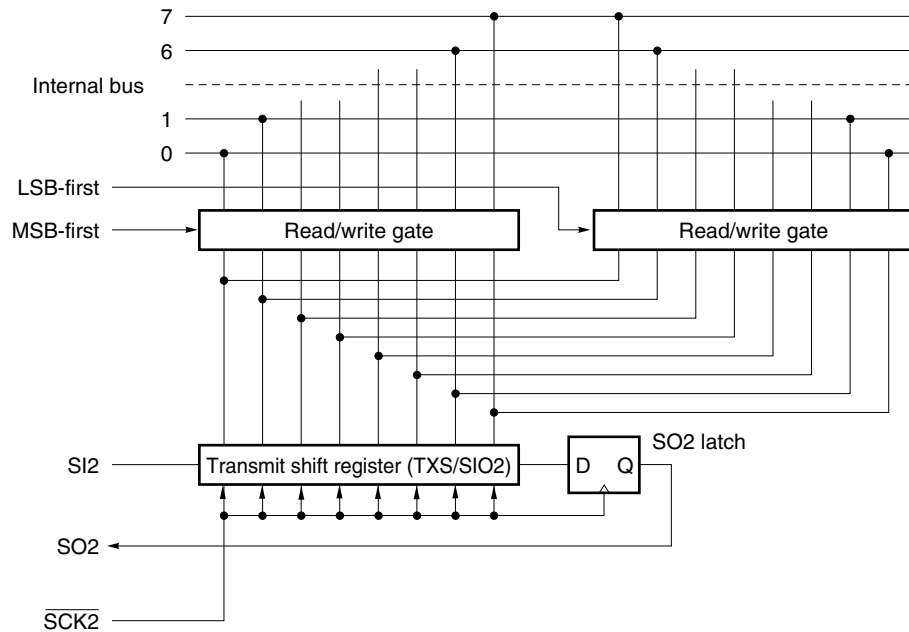 7
6
Internal bus
1
0
LSB-first
MSB-first
Read/write gate
Read/write gate
SO2 latch
SI2
Transmit shift register (TXS/SIO2)
D Q
SO2
SCK2